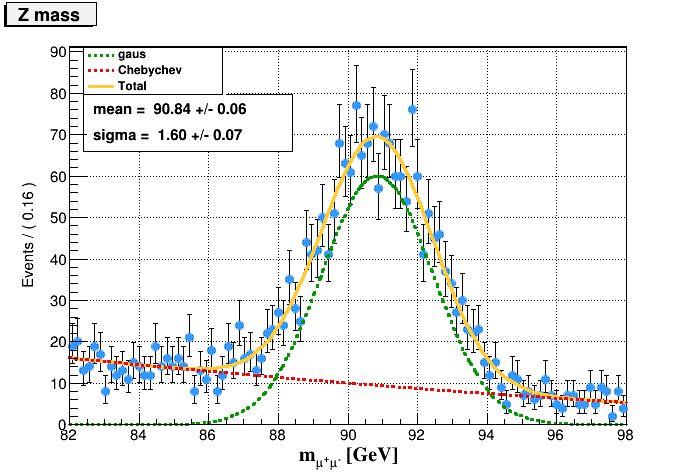 Z mass
gaus
Chebychev
Total
mean = 90.84 +/- 0.06
sigma = 1.60 +/- 0.07
Events / ( 0.16 )
90
80
70
60
50
40
30
20
10
0
82 84 86 88 90 92 94 96 98
m_μ⁺μ⁻ [GeV]